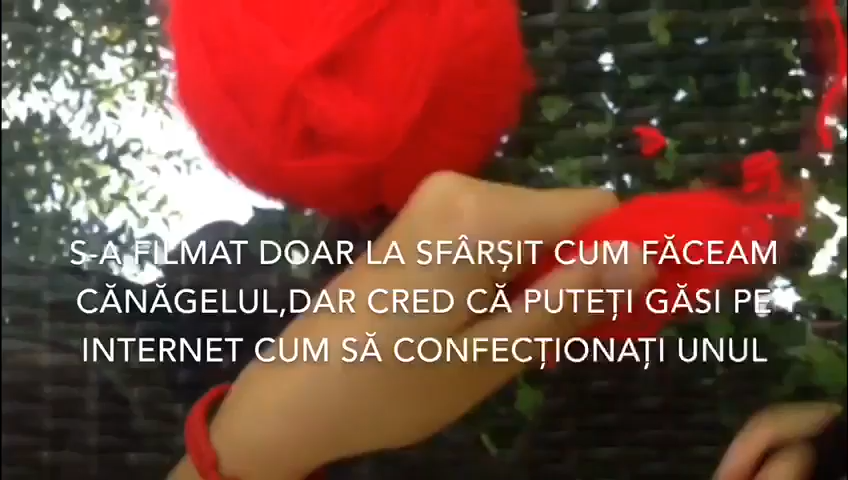 S-A FILMAT DOAR LA SFÂRȘIT CUM FĂCEAM
CĂNĂGELUL,DAR CRED CĂ PUTEȚI GĂSI PE
INTERNET CUM SĂ CONFECȚIONAȚI UNUL